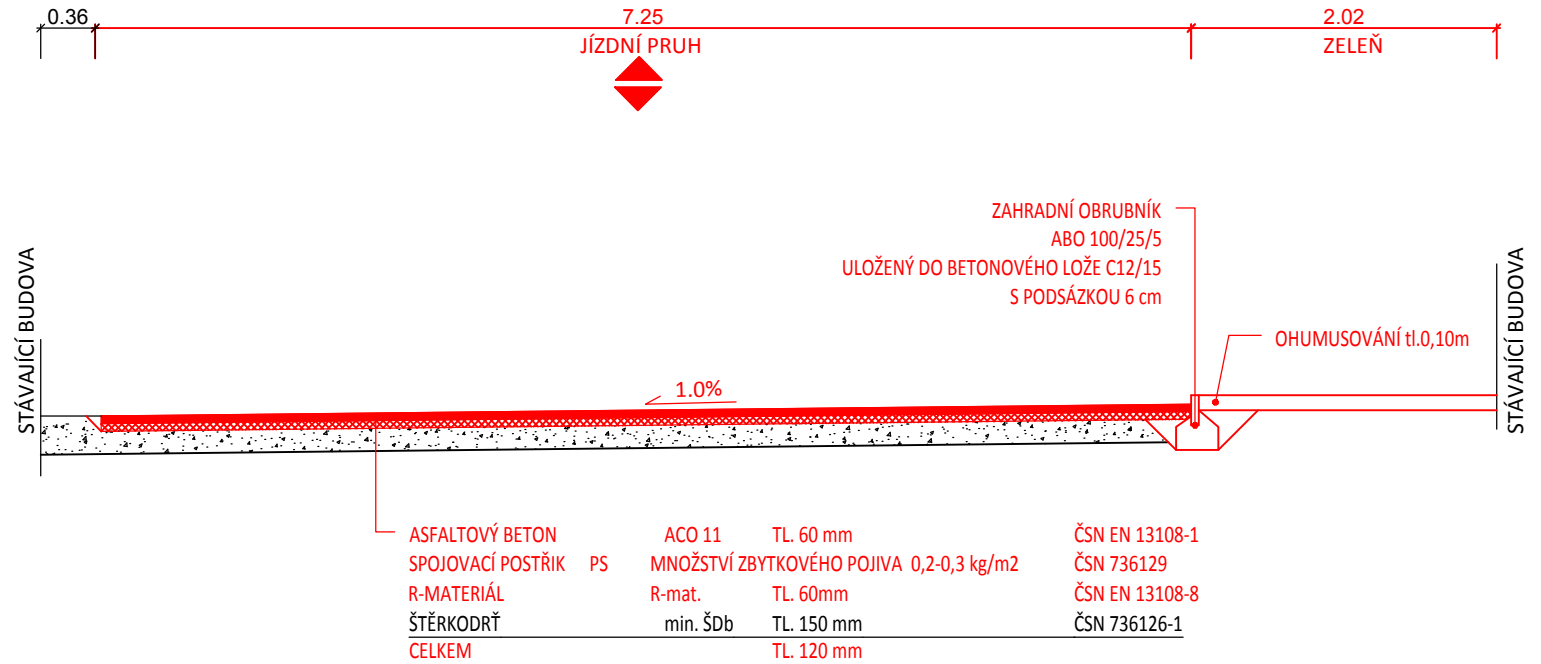 0.36 7.25 2.02
JÍZDNÍ PRUH ZELEŇ
ZAHRADNÍ OBRUBNÍK
ABO 100/25/5
ULOŽENÝ DO BETONOVÉHO LOŽE C12/15
S PODSÁZKOU 6 cm
STÁVAJÍCÍ BUDOVA
STÁVAJÍCÍ BUDOVA
OHUMUSOVÁNÍ tl.0,10m
1.0%
ASFALTOVÝ BETON ACO 11 TL. 60 mm ČSN EN 13108-1
SPOJOVACÍ POSTŘIK PS MNOŽSTVÍ ZBYTKOVÉHO POJIVA 0,2-0,3 kg/m2 ČSN 736129
R-MATERIÁL R-mat. TL. 60mm ČSN EN 13108-8
ŠTĚRKODRŤ min. ŠDb TL. 150 mm ČSN 736126-1
CELKEM TL. 120 mm